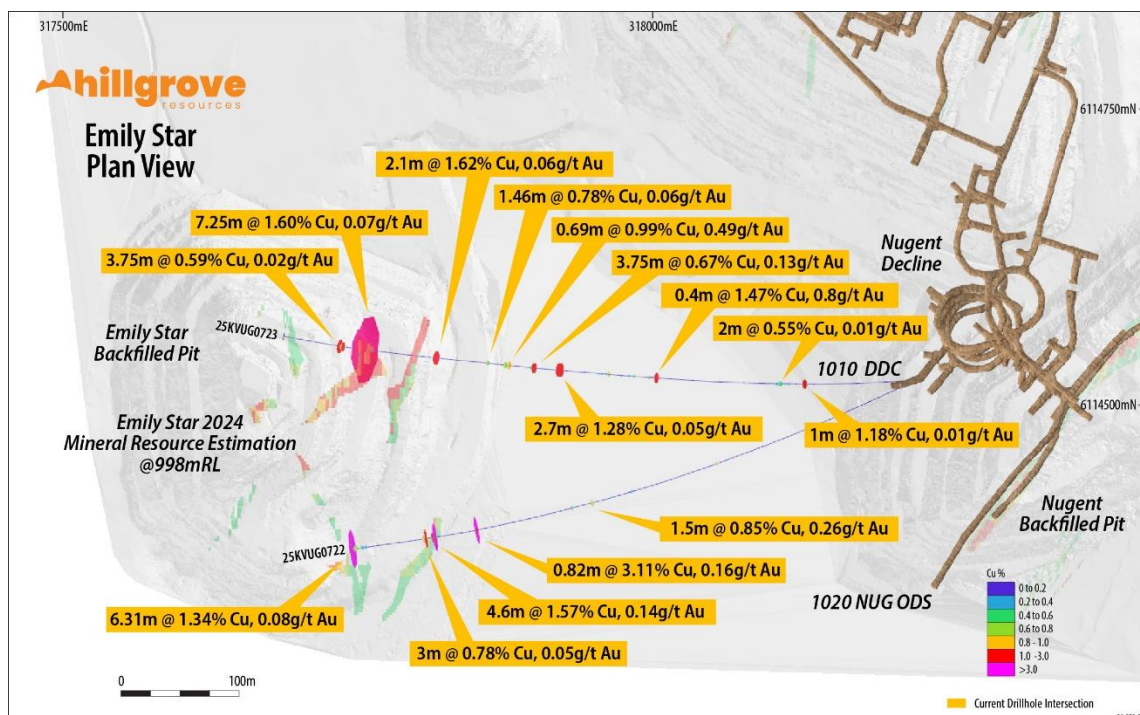 317500mE
318000mE
hillgrove
resources
Emily Star
Plan View
6114750mN
2.1m @ 1.62% Cu, 0.06g/t Au
1.46m @ 0.78% Cu, 0.06g/t Au
7.25m @ 1.60% Cu, 0.07g/t Au
0.69m @ 0.99% Cu, 0.49g/t Au
3.75m @ 0.59% Cu, 0.02g/t Au
3.75m @ 0.67% Cu, 0.13g/t Au
Nugent
Decline
0.4m @ 1.47% Cu, 0.8g/t Au
2m @ 0.55% Cu, 0.01g/t Au
25KVUG0723
Emily Star
Backfilled Pit
1010 DDC
6114500mN
Emily Star 2024
Mineral Resource Estimation
@998mRL
2.7m @ 1.28% Cu, 0.05g/t Au
1m @ 1.18% Cu, 0.01g/t Au
Nugent
Backfilled Pit
1.5m @ 0.85% Cu, 0.26g/t Au
25KVUG0722
0.82m @ 3.11% Cu, 0.16g/t Au
1020 NUG ODS
6.31m @ 1.34% Cu, 0.08g/t Au
4.6m @ 1.57% Cu, 0.14g/t Au
3m @ 0.78% Cu, 0.05g/t Au
Cu %
0 to 0.2
0.2 to 0.4
0.4 to 0.6
0.6 to 0.8
0.8 - 1.0
1.0 -3.0
>3.0
0
100m
Current Drillhole Intersection